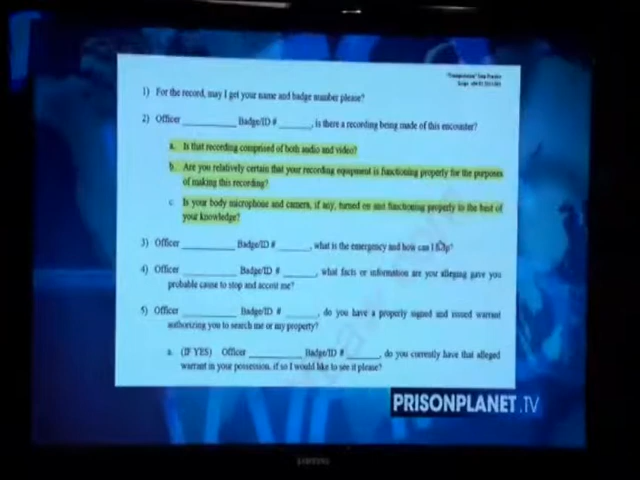 1) For the record, may I get your name and badge number please?
2) Officer ___________ Badge/ID # _______, is there a recording being made of this encounter?
a. Is that recording comprised of both audio and video?
b. Are you relatively certain that your recording equipment is functioning properly for the purposes
of making this recording?
c. Is your body microphone and camera, if any, turned on and functioning properly to the best of
your knowledge?
3) Officer ___________ Badge/ID # _______, what is the emergency and how can I help?
4) Officer ___________ Badge/ID # _______, what facts or information are you alleging gave you
probable cause to stop and accost me?
5) Officer ___________ Badge/ID # _______, do you have a properly signed and issued warrant
authorizing you to search me or my property?
a. (IF YES) Officer ___________ Badge/ID # _______, do you currently have that alleged
warrant in your possession, if so I would like to see it please?
PRISONPLANET.TV